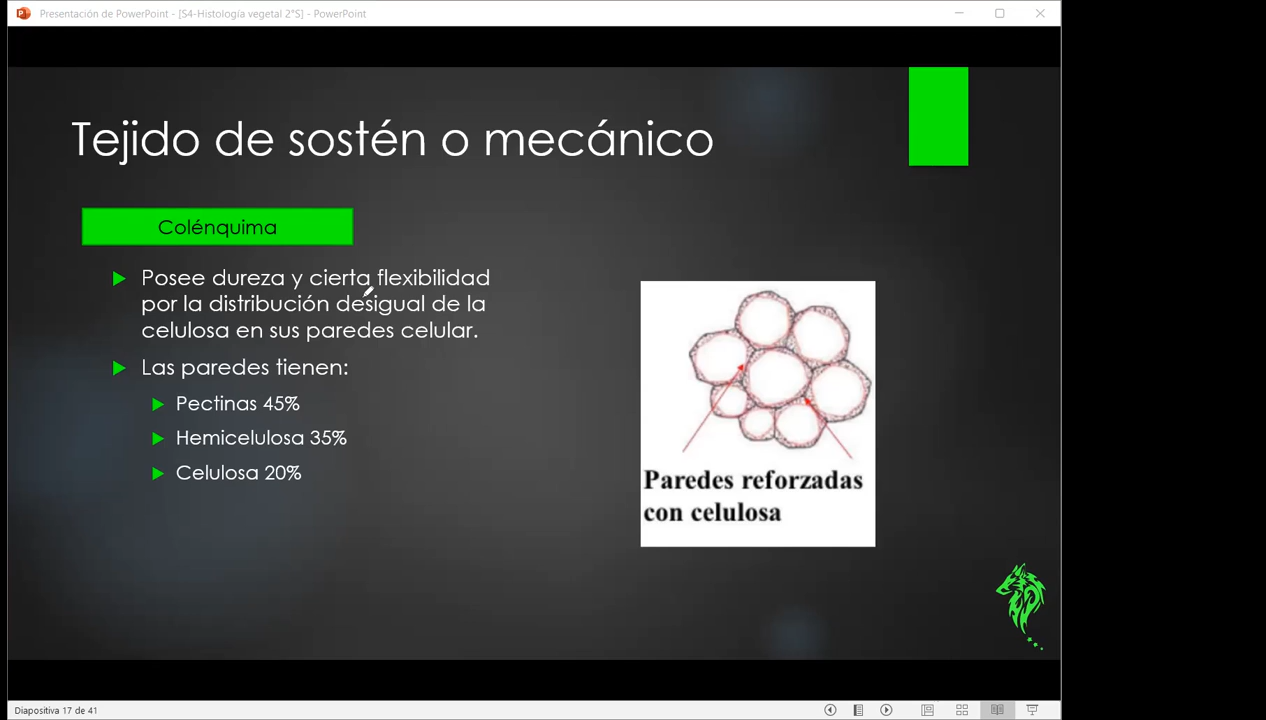 Presentación de PowerPoint - [S4-Histología vegetal 2°S] - PowerPoint
Tejido de sostén o mecánico
Colénquima
Posee dureza y cierta flexibilidad
por la distribución desigual de la
celulosa en sus paredes celular.
Las paredes tienen:
Pectinas 45%
Hemicelulosa 35%
Celulosa 20%
Paredes reforzadas
con celulosa
Diapositiva 17 de 41